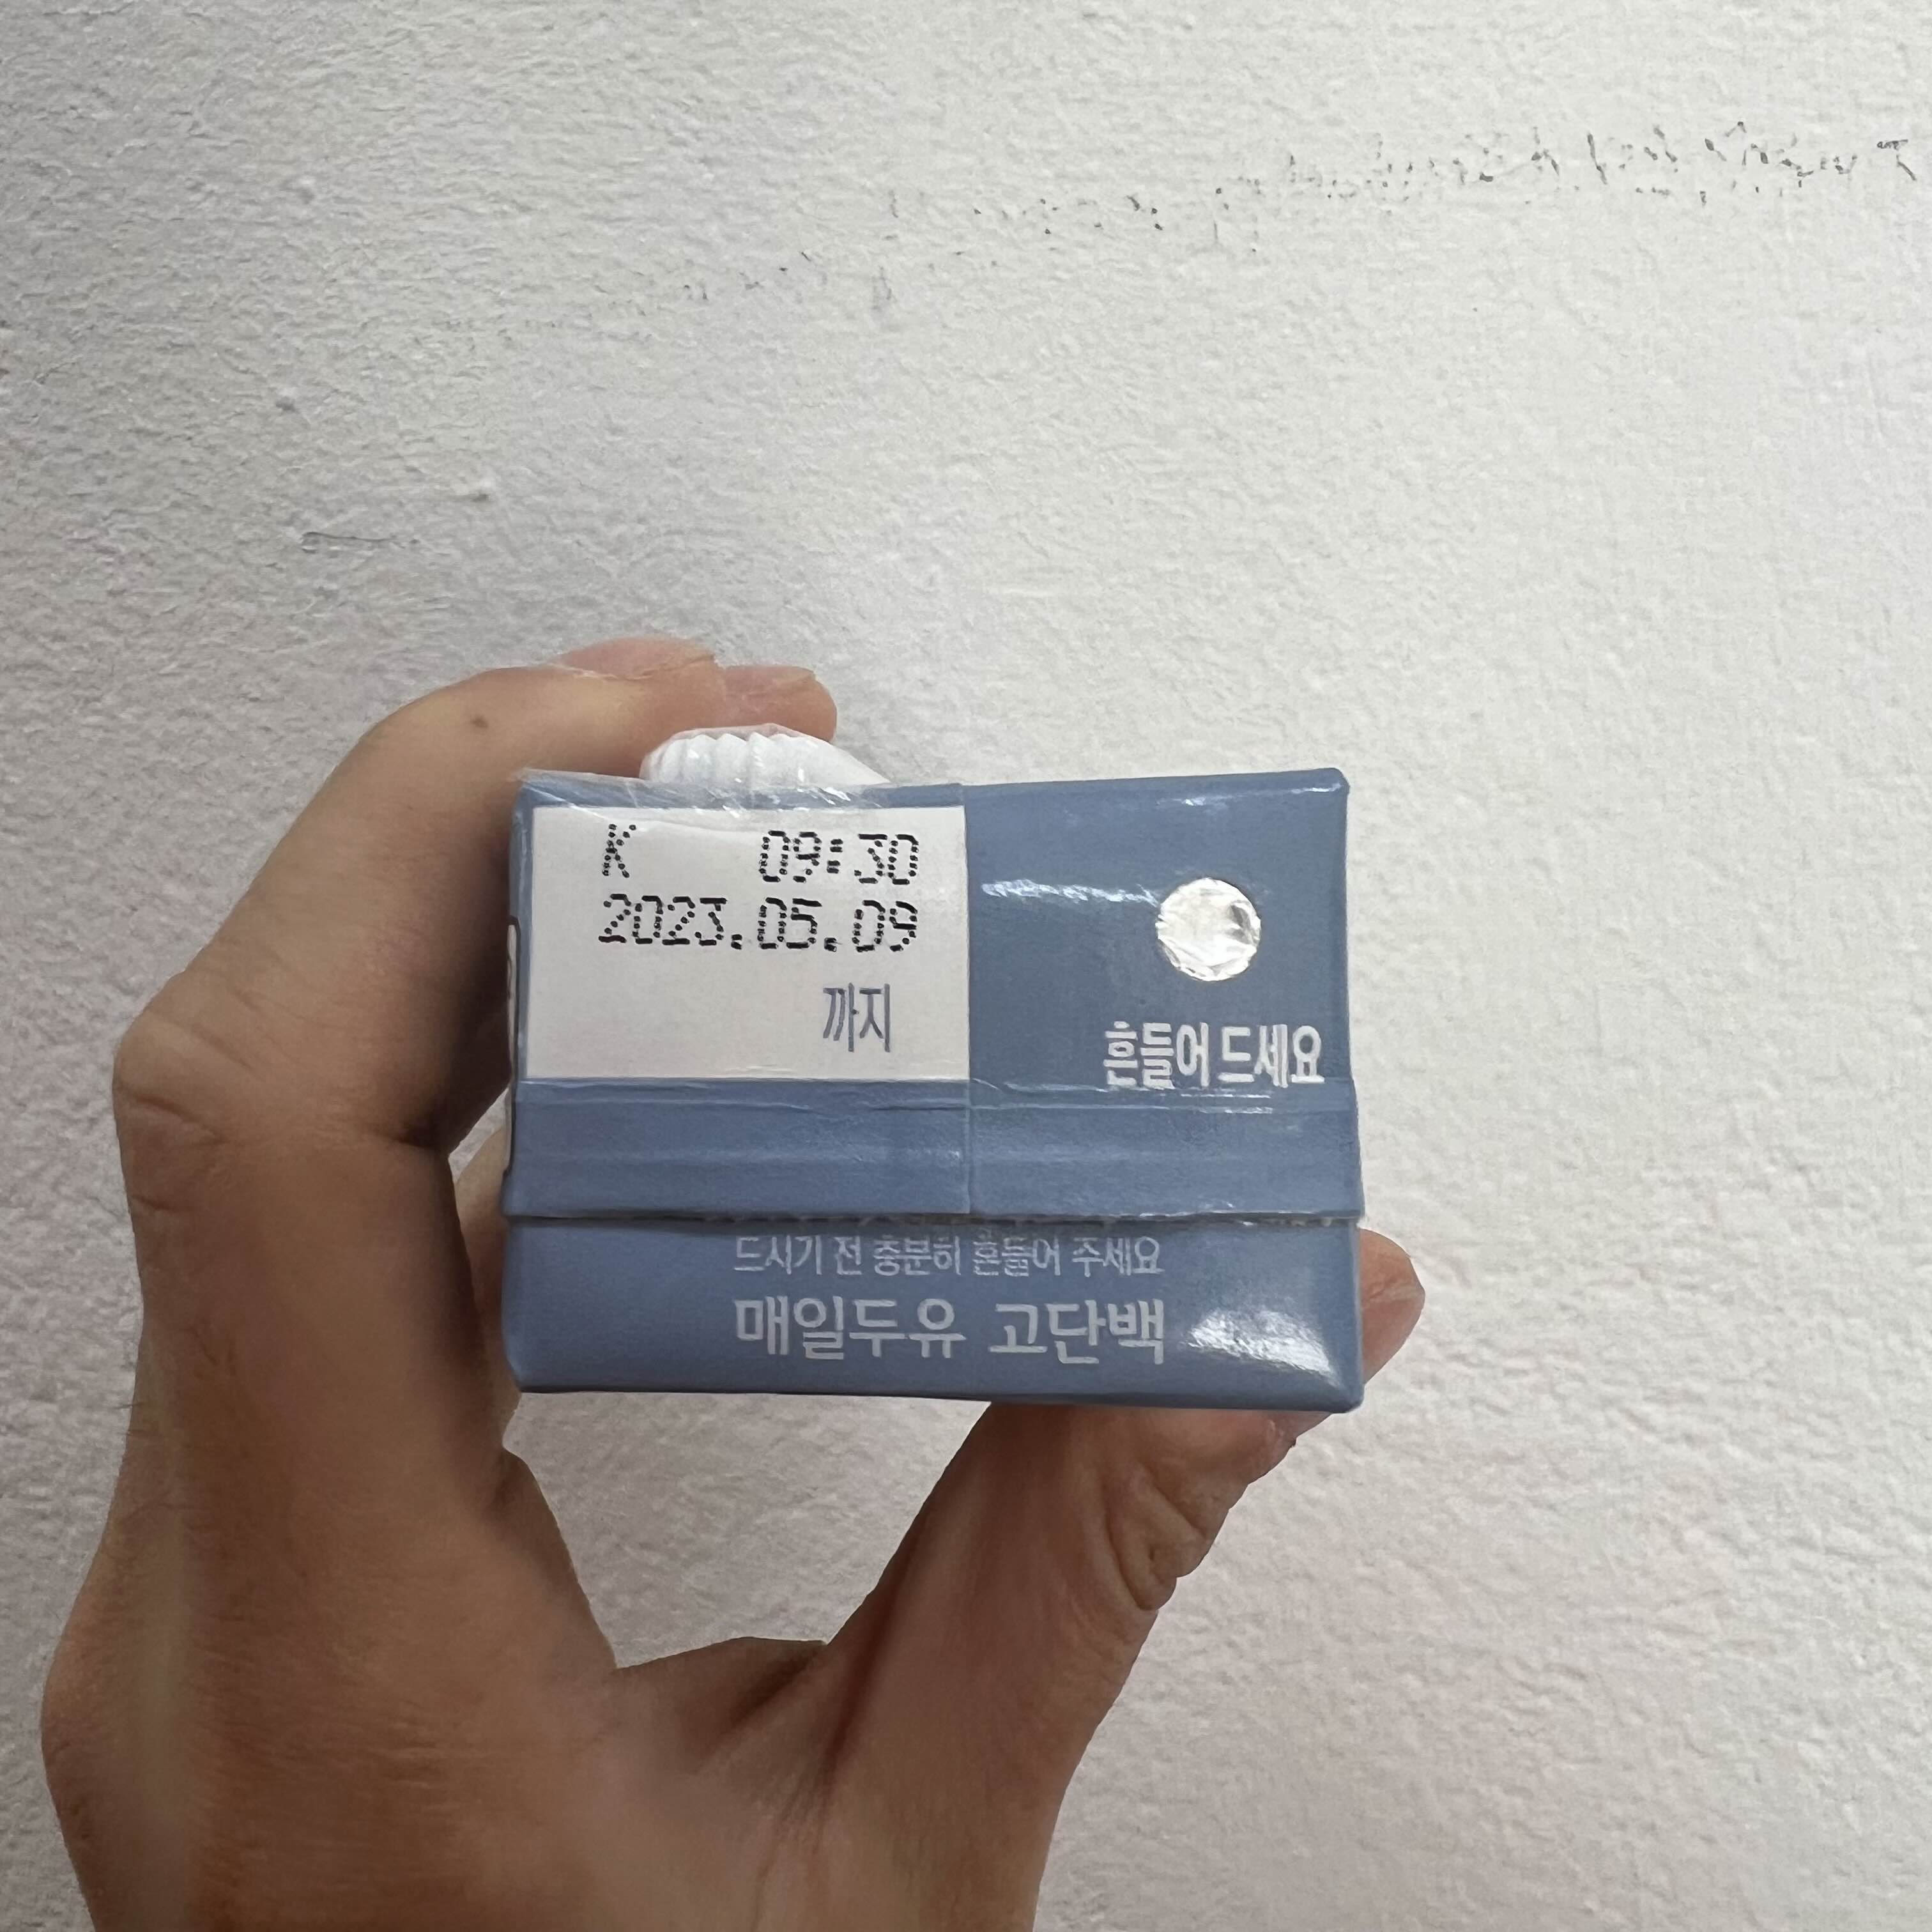 K 09:30
2023.05.09
까지
흔들어 드세요
드시기 전 충분히 흔들어 주세요
매일두유 고단백